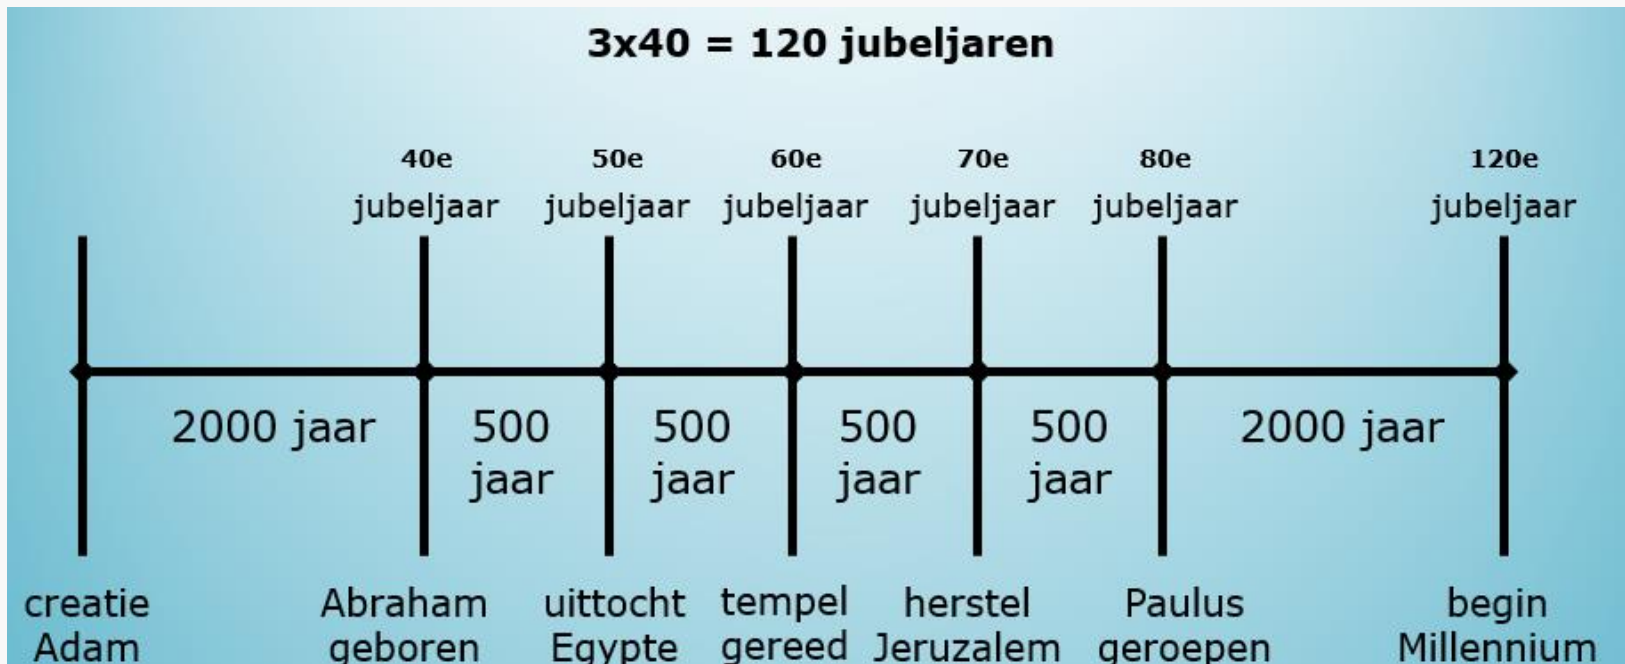 3x40 = 120 jubeljaren
40e
jubeljaar
50e
jubeljaar
60e
jubeljaar
70e
jubeljaar
80e
jubeljaar
120e
jubeljaar
2000 jaar
500
jaar
500
jaar
500
jaar
500
jaar
2000 jaar
creatie
Adam
Abraham
geboren
uittocht
Egypte
tempel
gereed
herstel
Jeruzalem
Paulus
geroepen
begin
Millennium